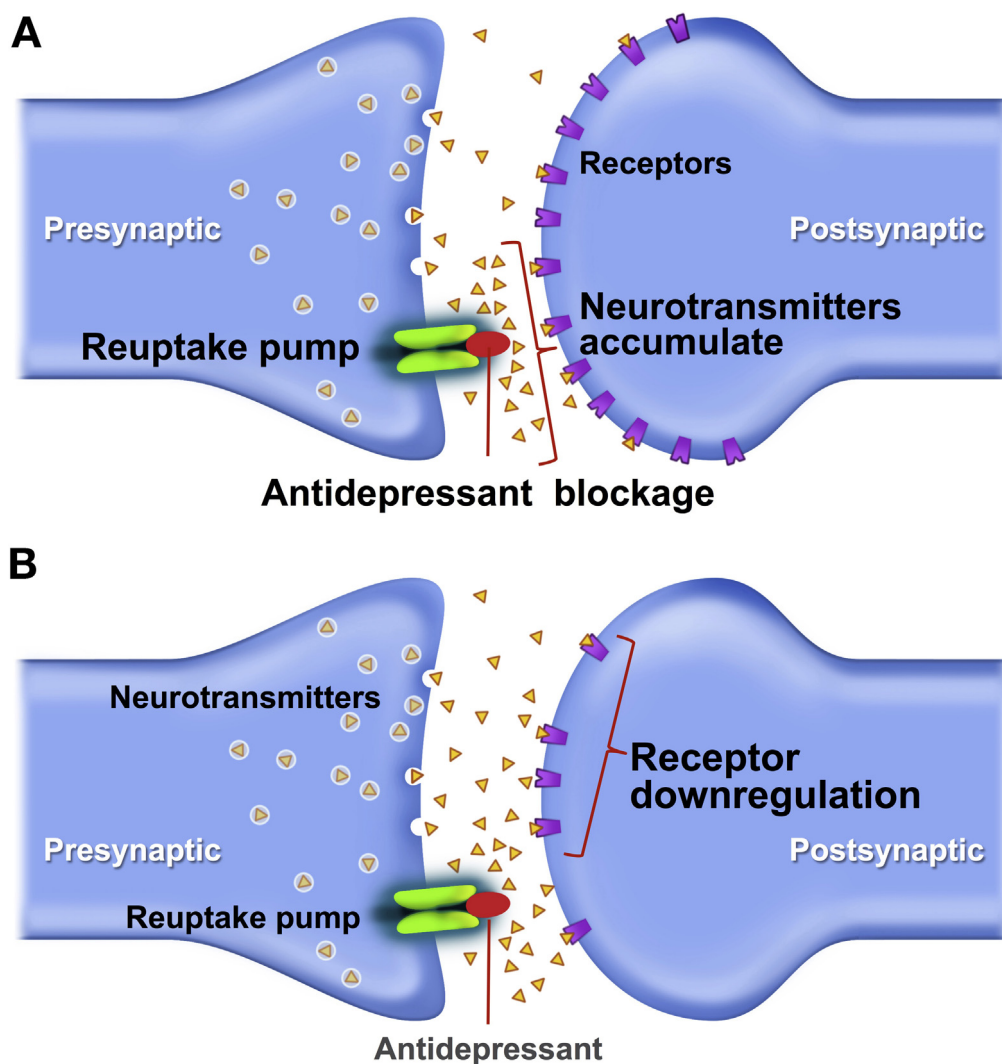 A
Receptors
Presynaptic
Postsynaptic
Neurotransmitters
accumulate
Reuptake pump
Antidepressant blockage
B
Neurotransmitters
Receptor
downregulation
Presynaptic
Postsynaptic
Reuptake pump
Antidepressant